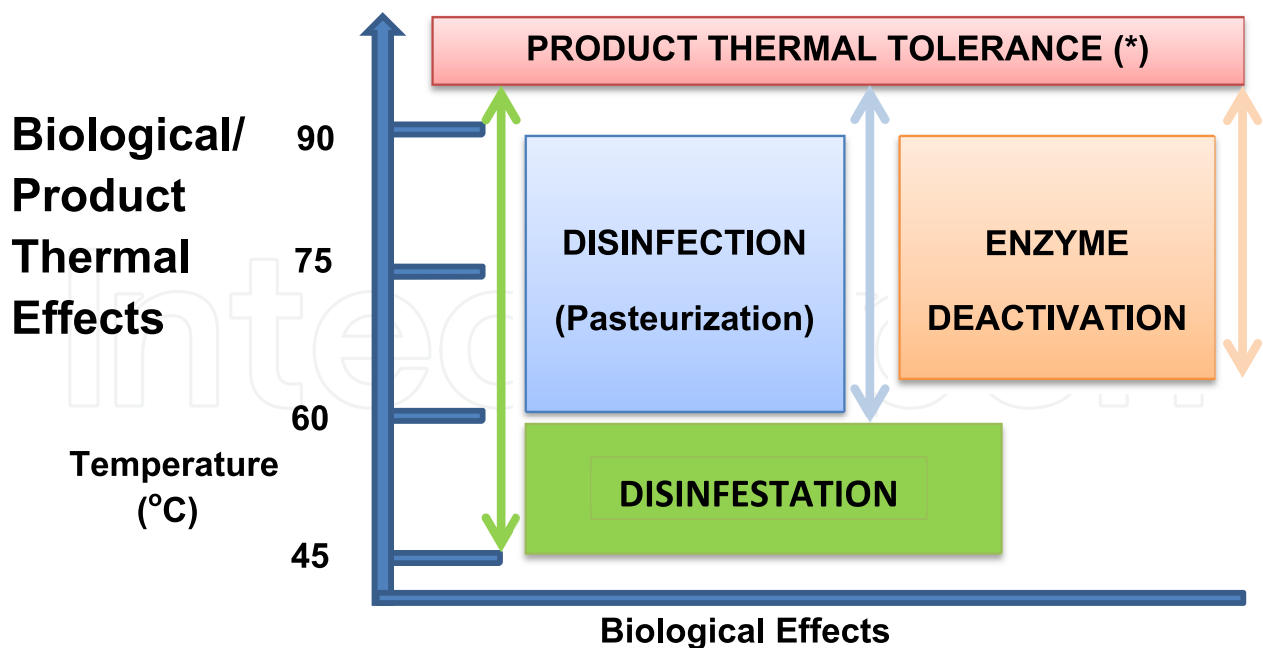 PRODUCT THERMAL TOLERANCE (*)
Biological/
Product
Thermal
Effects
90
75
60
45
Temperature
(°C)
DISINFECTION
(Pasteurization)
ENZYME
DEACTIVATION
DISINFESTATION
Biological Effects